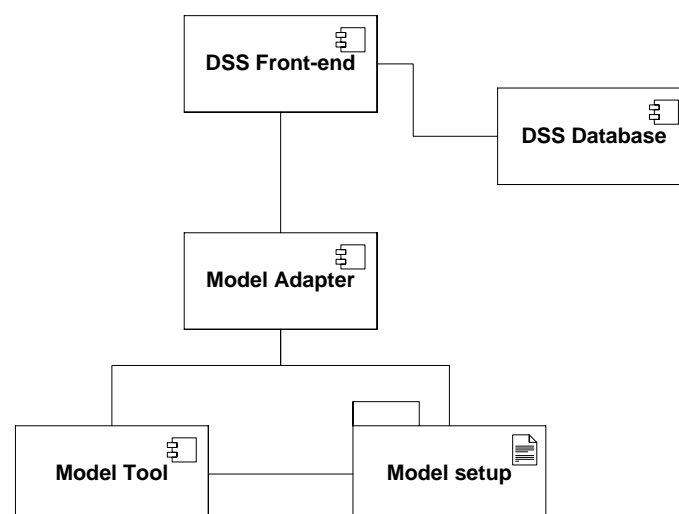 DSS Front-end
DSS Database
Model Adapter
Model Tool
Model setup